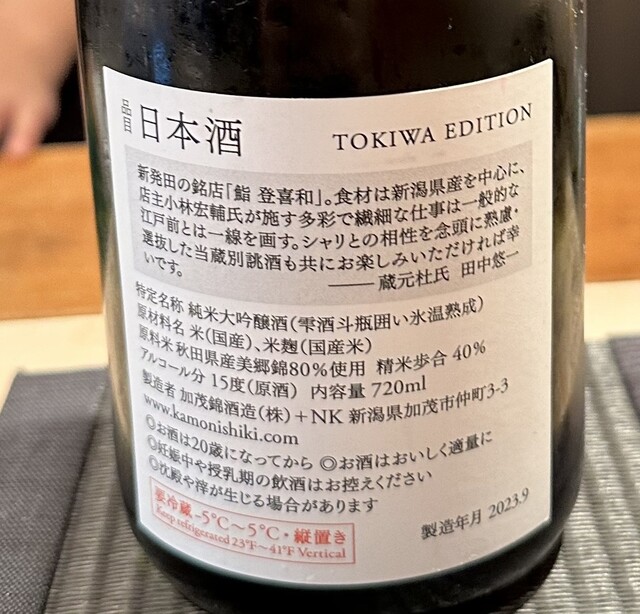 品目 日本酒 TOKIWA EDITION
新発田の銘店「鮨 登喜和」。食材は新潟県産を中心に、
店主小林宏輔氏が施す多彩で繊細な仕事は一般的な
江戸前とは一線を画す。シャリとの相性を念頭に熟慮・
選抜した当蔵別誂酒も共にお楽しみいただければ幸
いです。 ―― 蔵元杜氏 田中悠一
特定名称 純米大吟醸酒（雫酒斗瓶囲い氷温熟成）
原材料名 米（国産）、米麹（国産米）
原料米 秋田県産美郷錦80%使用 精米歩合 40%
アルコール分 15度（原酒） 内容量 720ml
製造者 加茂錦酒造（株）＋NK 新潟県加茂市仲町3-3
www.kamonishiki.com
◎お酒は20歳になってから ◎お酒はおいしく適量に
◎妊娠中や授乳期の飲酒はお控えください
◎沈殿や滓が生じる場合があります
要冷蔵 -5℃〜5℃・縦置き
Keep refrigerated 23°F〜41°F Vertical
製造年月 2023.9